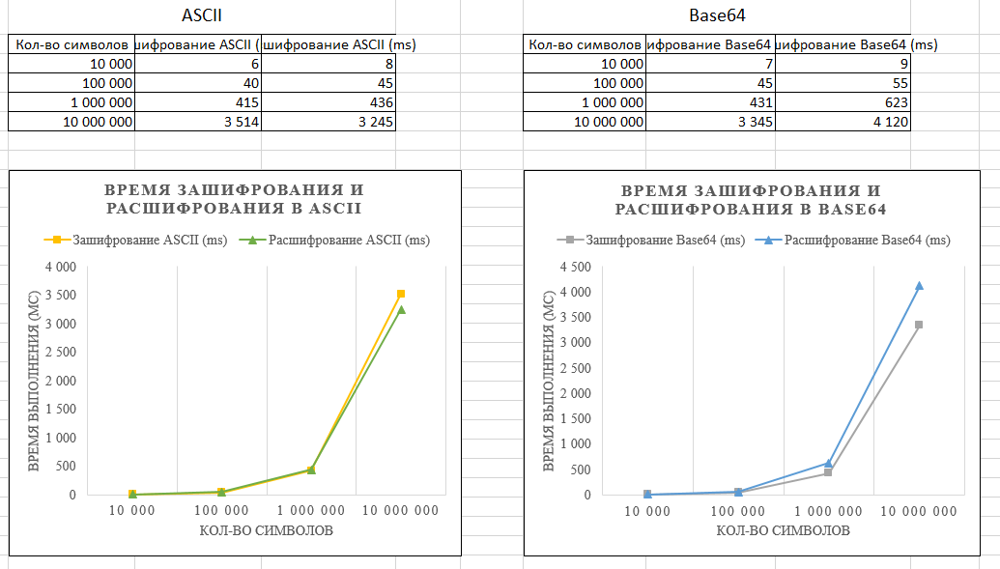 ASCII
Кол-во символов шифрование ASCII ( шифрование ASCII (ms)
10 000 6 8
100 000 40 45
1 000 000 415 436
10 000 000 3 514 3 245
Base64
Кол-во символов ифрование Base64 шифрование Base64 (ms)
10 000 7 9
100 000 45 55
1 000 000 431 623
10 000 000 3 345 4 120
ВРЕМЯ ЗАШИФРОВАНИЯ И
РАСШИФРОВАНИЯ В ASCII
Зашифрование ASCII (ms) Расшифрование ASCII (ms)
ВРЕМЯ ВЫПОЛНЕНИЯ (МС)
4 000
3 500
3 000
2 500
2 000
1 500
1 000
500
0
10 000 100 000 1 000 000 10 000 000
КОЛ-ВО СИМВОЛОВ
ВРЕМЯ ЗАШИФРОВАНИЯ И
РАСШИФРОВАНИЯ В BASE64
Зашифрование Base64 (ms) Расшифрование Base64 (ms)
ВРЕМЯ ВЫПОЛНЕНИЯ (МС)
4 500
4 000
3 500
3 000
2 500
2 000
1 500
1 000
500
0
10 000 100 000 1 000 000 10 000 000
КОЛ-ВО СИМВОЛОВ